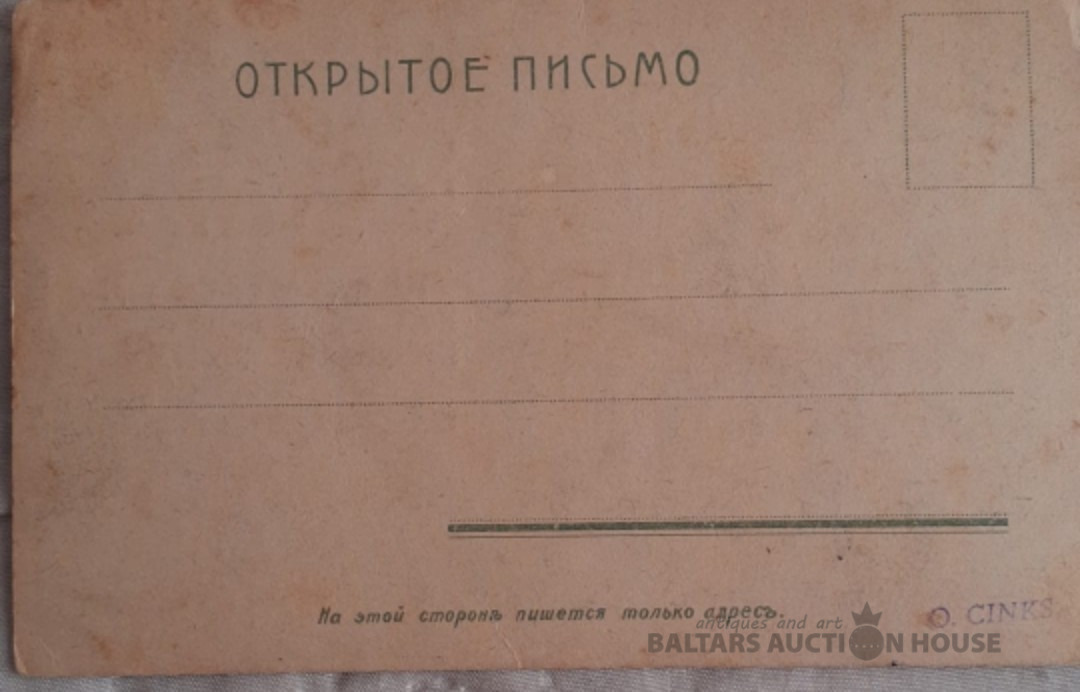 ОТКРЫТОЕ ПИСЬМО
На этой сторонѣ пишется только адресъ.
O. CINKS
antiques and art
BALTARS AUCTION HOUSE